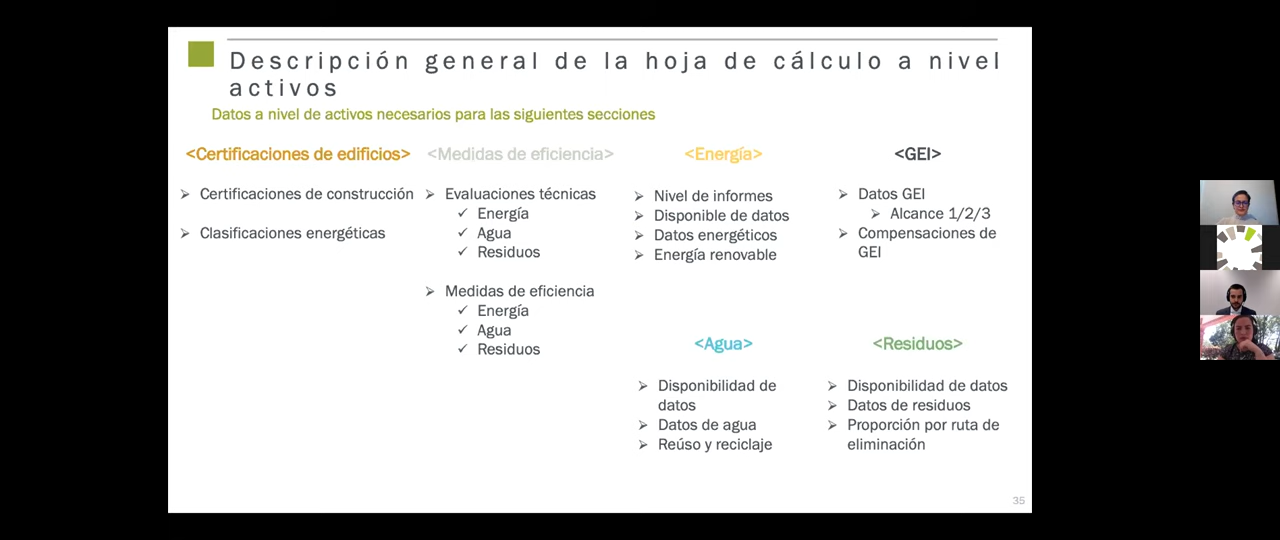 Descripción general de la hoja de cálculo a nivel
activos
Datos a nivel de activos necesarios para las siguientes secciones
<Certificaciones de edificios>
Certificaciones de construcción
Clasificaciones energéticas
<Medidas de eficiencia>
Evaluaciones técnicas
Energía
Agua
Residuos
Medidas de eficiencia
Energía
Agua
Residuos
<Energía>
Nivel de informes
Disponible de datos
Datos energéticos
Energía renovable
<GEI>
Datos GEI
Alcance 1/2/3
Compensaciones de
GEI
<Agua>
Disponibilidad de
datos
Datos de agua
Reúso y reciclaje
<Residuos>
Disponibilidad de datos
Datos de residuos
Proporción por ruta de
eliminación
35